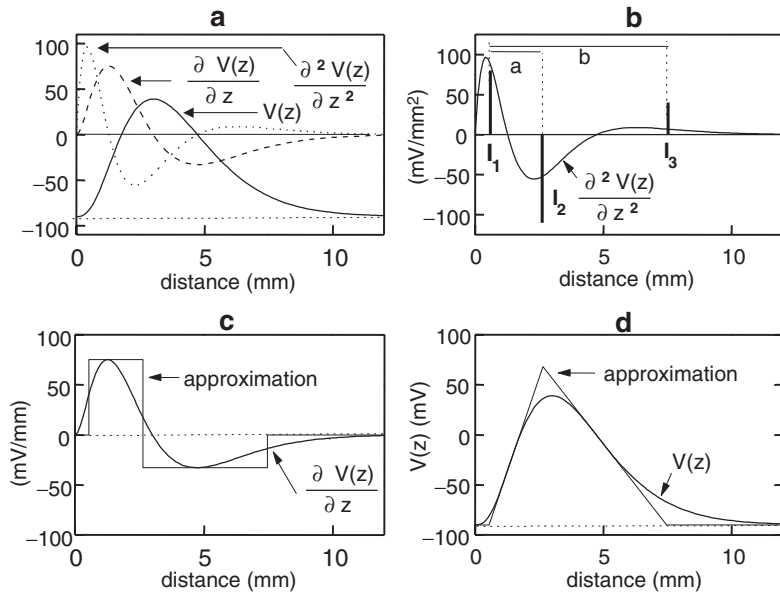 a
100
50
0
−50
−100
∂ V(z)
∂ z
∂ 2 V(z)
∂ z 2
V(z)
0
5
10
distance (mm)
b
(mV/mm2)
100
50
0
−50
−100
a
b
I1
I2
I3
∂ 2 V(z)
∂ z 2
0
5
10
distance (mm)
c
(mV/mm)
100
50
0
−50
−100
approximation
∂ V(z)
∂ z
0
5
10
distance (mm)
d
V(z) (mV)
100
50
0
−50
−100
approximation
V(z)
0
5
10
distance (mm)